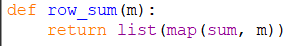 def row_sum(m):
    return list(map(sum, m))